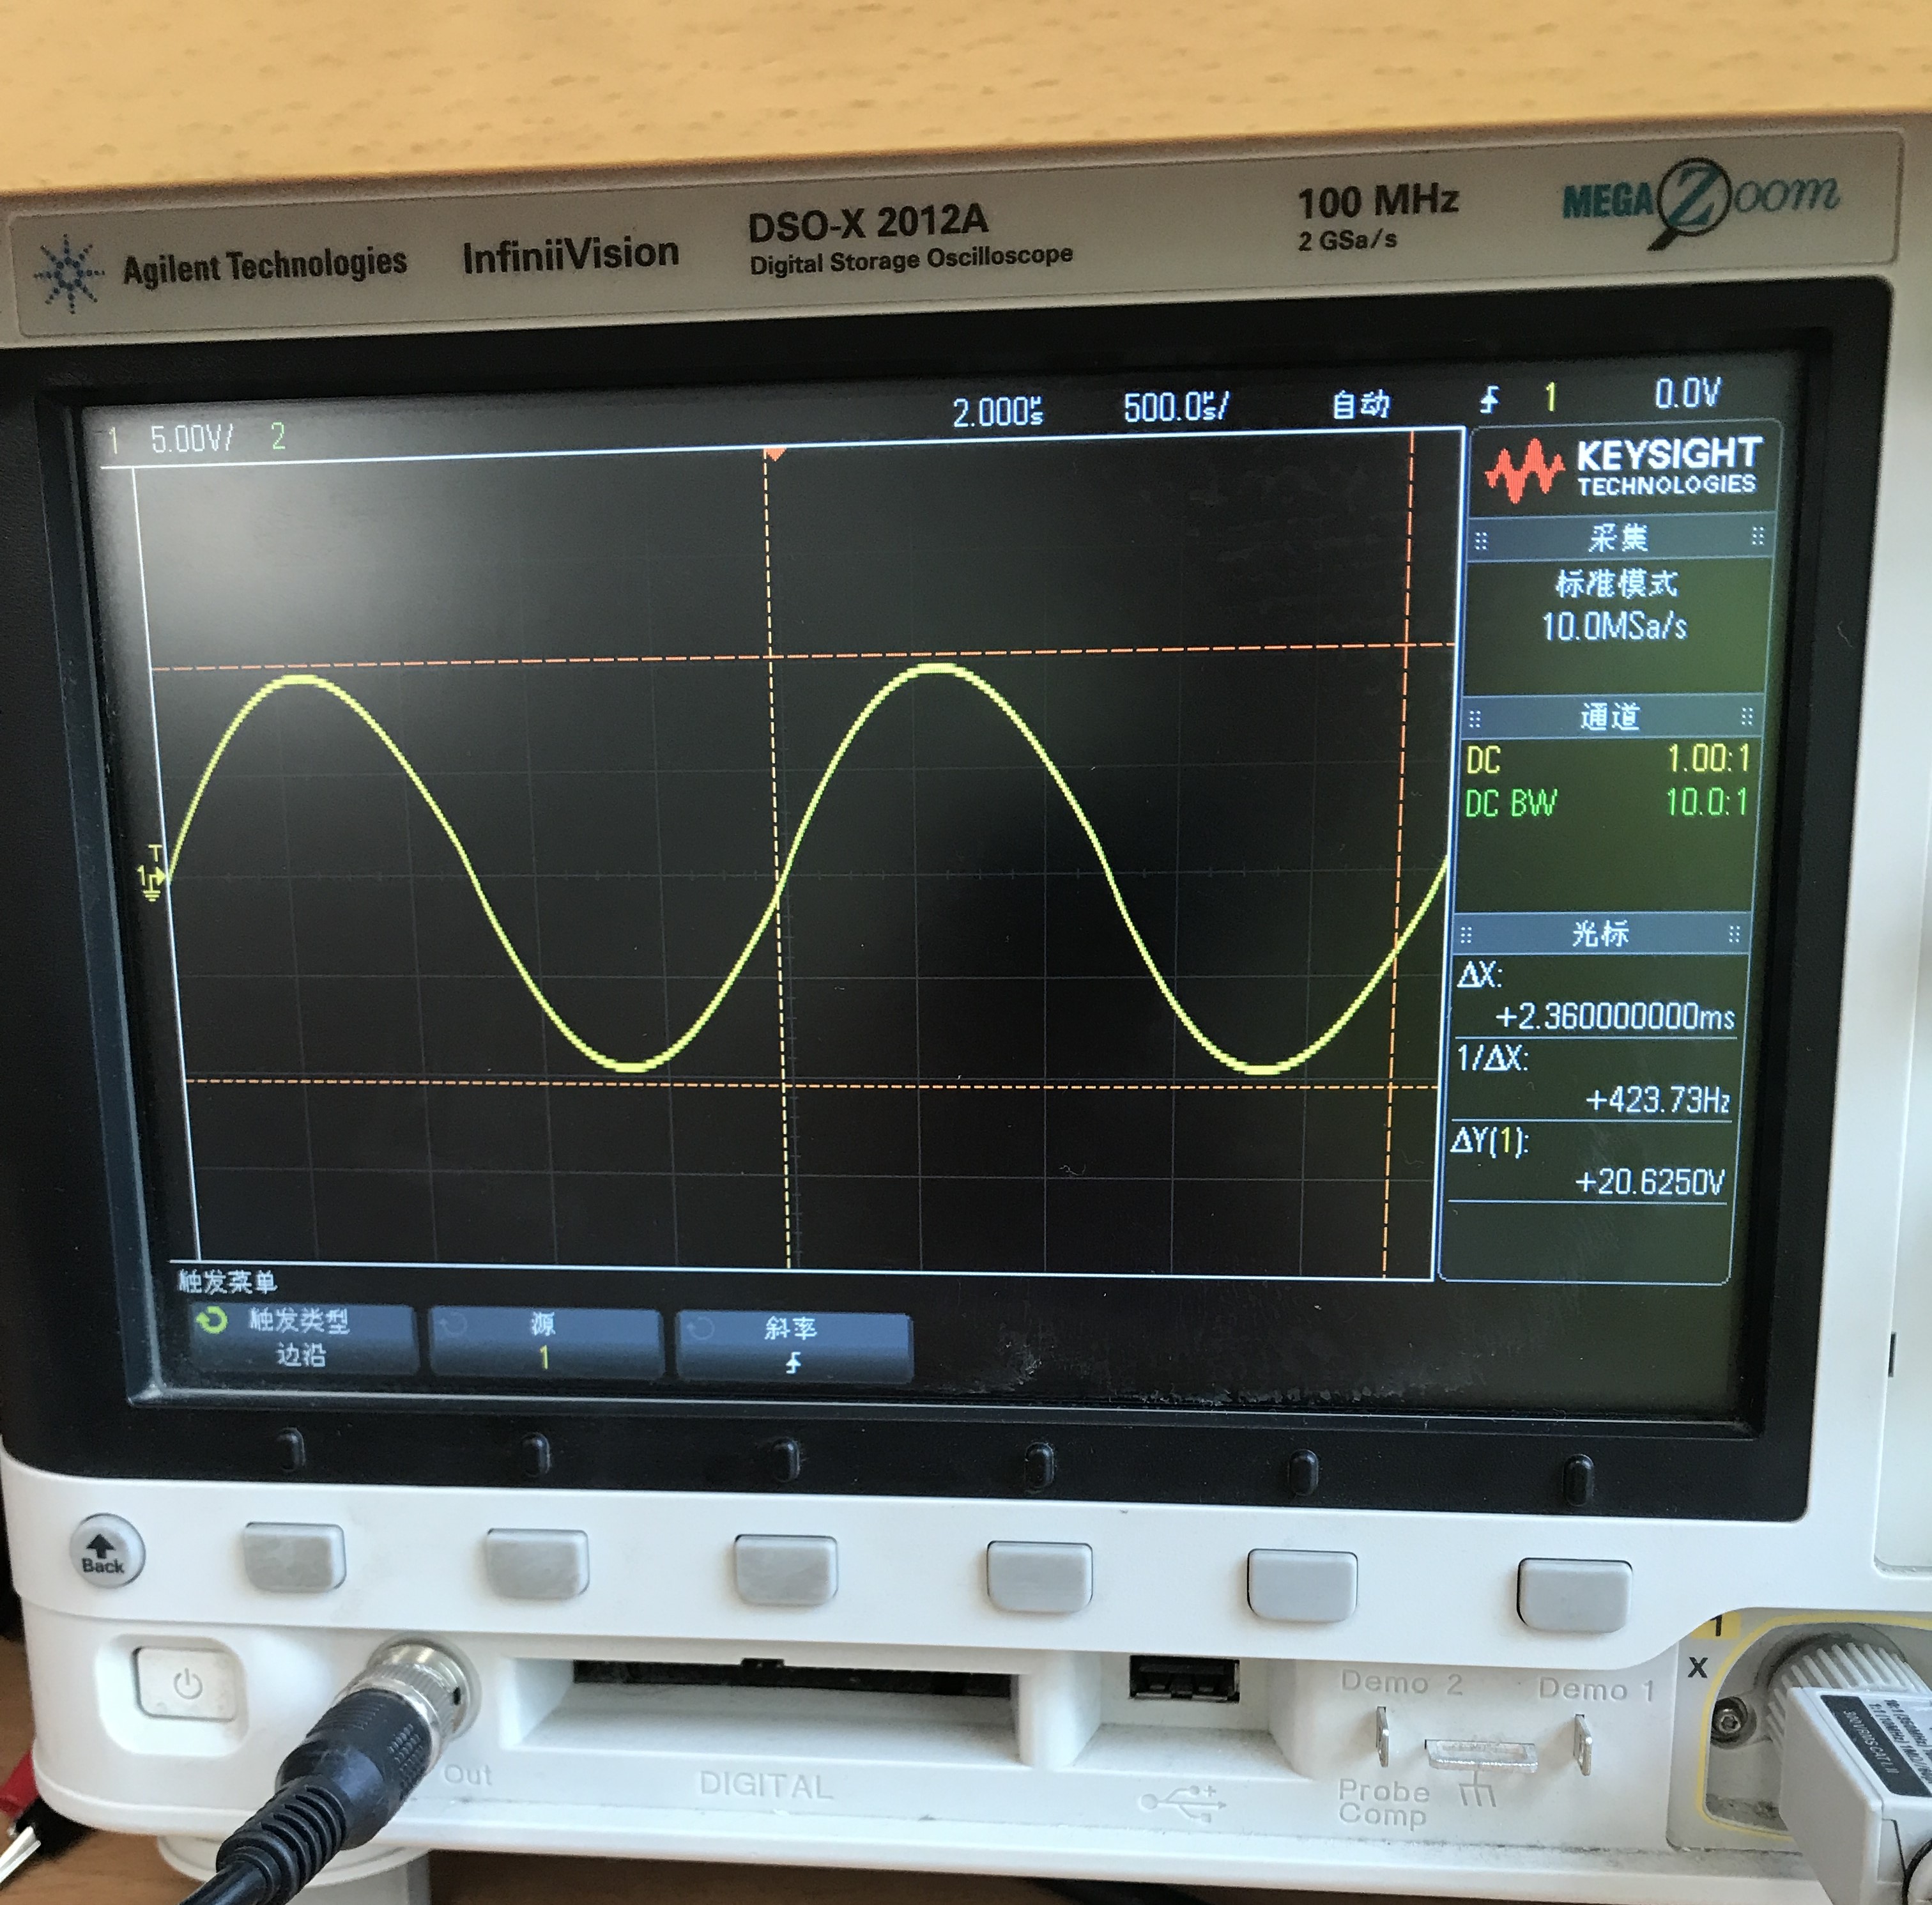 Agilent Technologies InfiniiVision DSO-X 2012A 100 MHz MEGA Zoom
Digital Storage Oscilloscope 2 GSa/s
1 5.00V/ 2 2.000µs 500.0µs/ 自动 1 0.0V
KEYSIGHT
TECHNOLOGIES
采集
标准模式
10.0MSa/s
通道
DC 1.00:1
DC BW 10.0:1
T
1
光标
ΔX:
+2.360000000ms
1/ΔX:
+423.73Hz
ΔY(1):
+20.6250V
触发菜单
触发类型 源 斜率
边沿 1
Back
1
X
Demo 2 Demo 1
Out DIGITAL
Probe
Comp